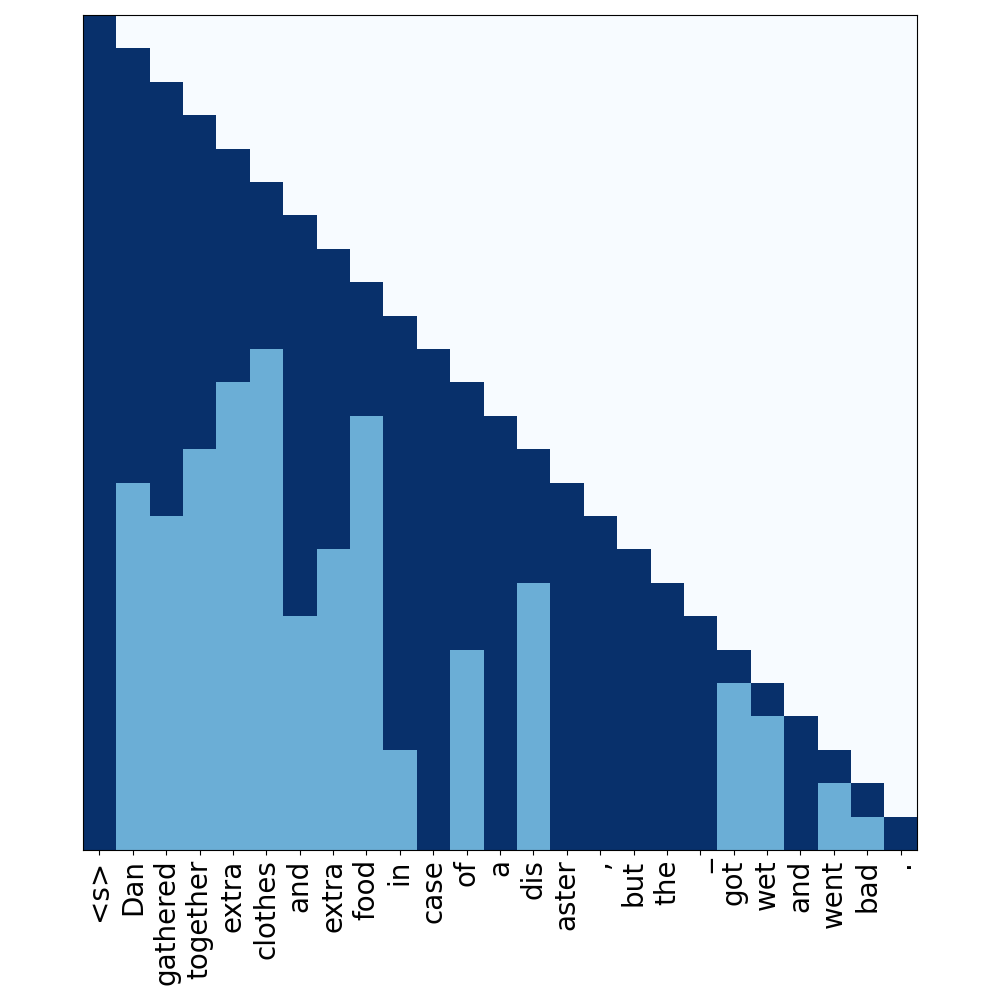 <s> Dan gathered together extra clothes and extra food in case of a dis aster , but the _ got wet and went bad .